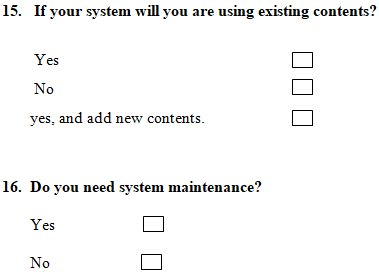 15. If your system will you are using existing contents?
Yes
No
yes, and add new contents.
16. Do you need system maintenance?
Yes
No